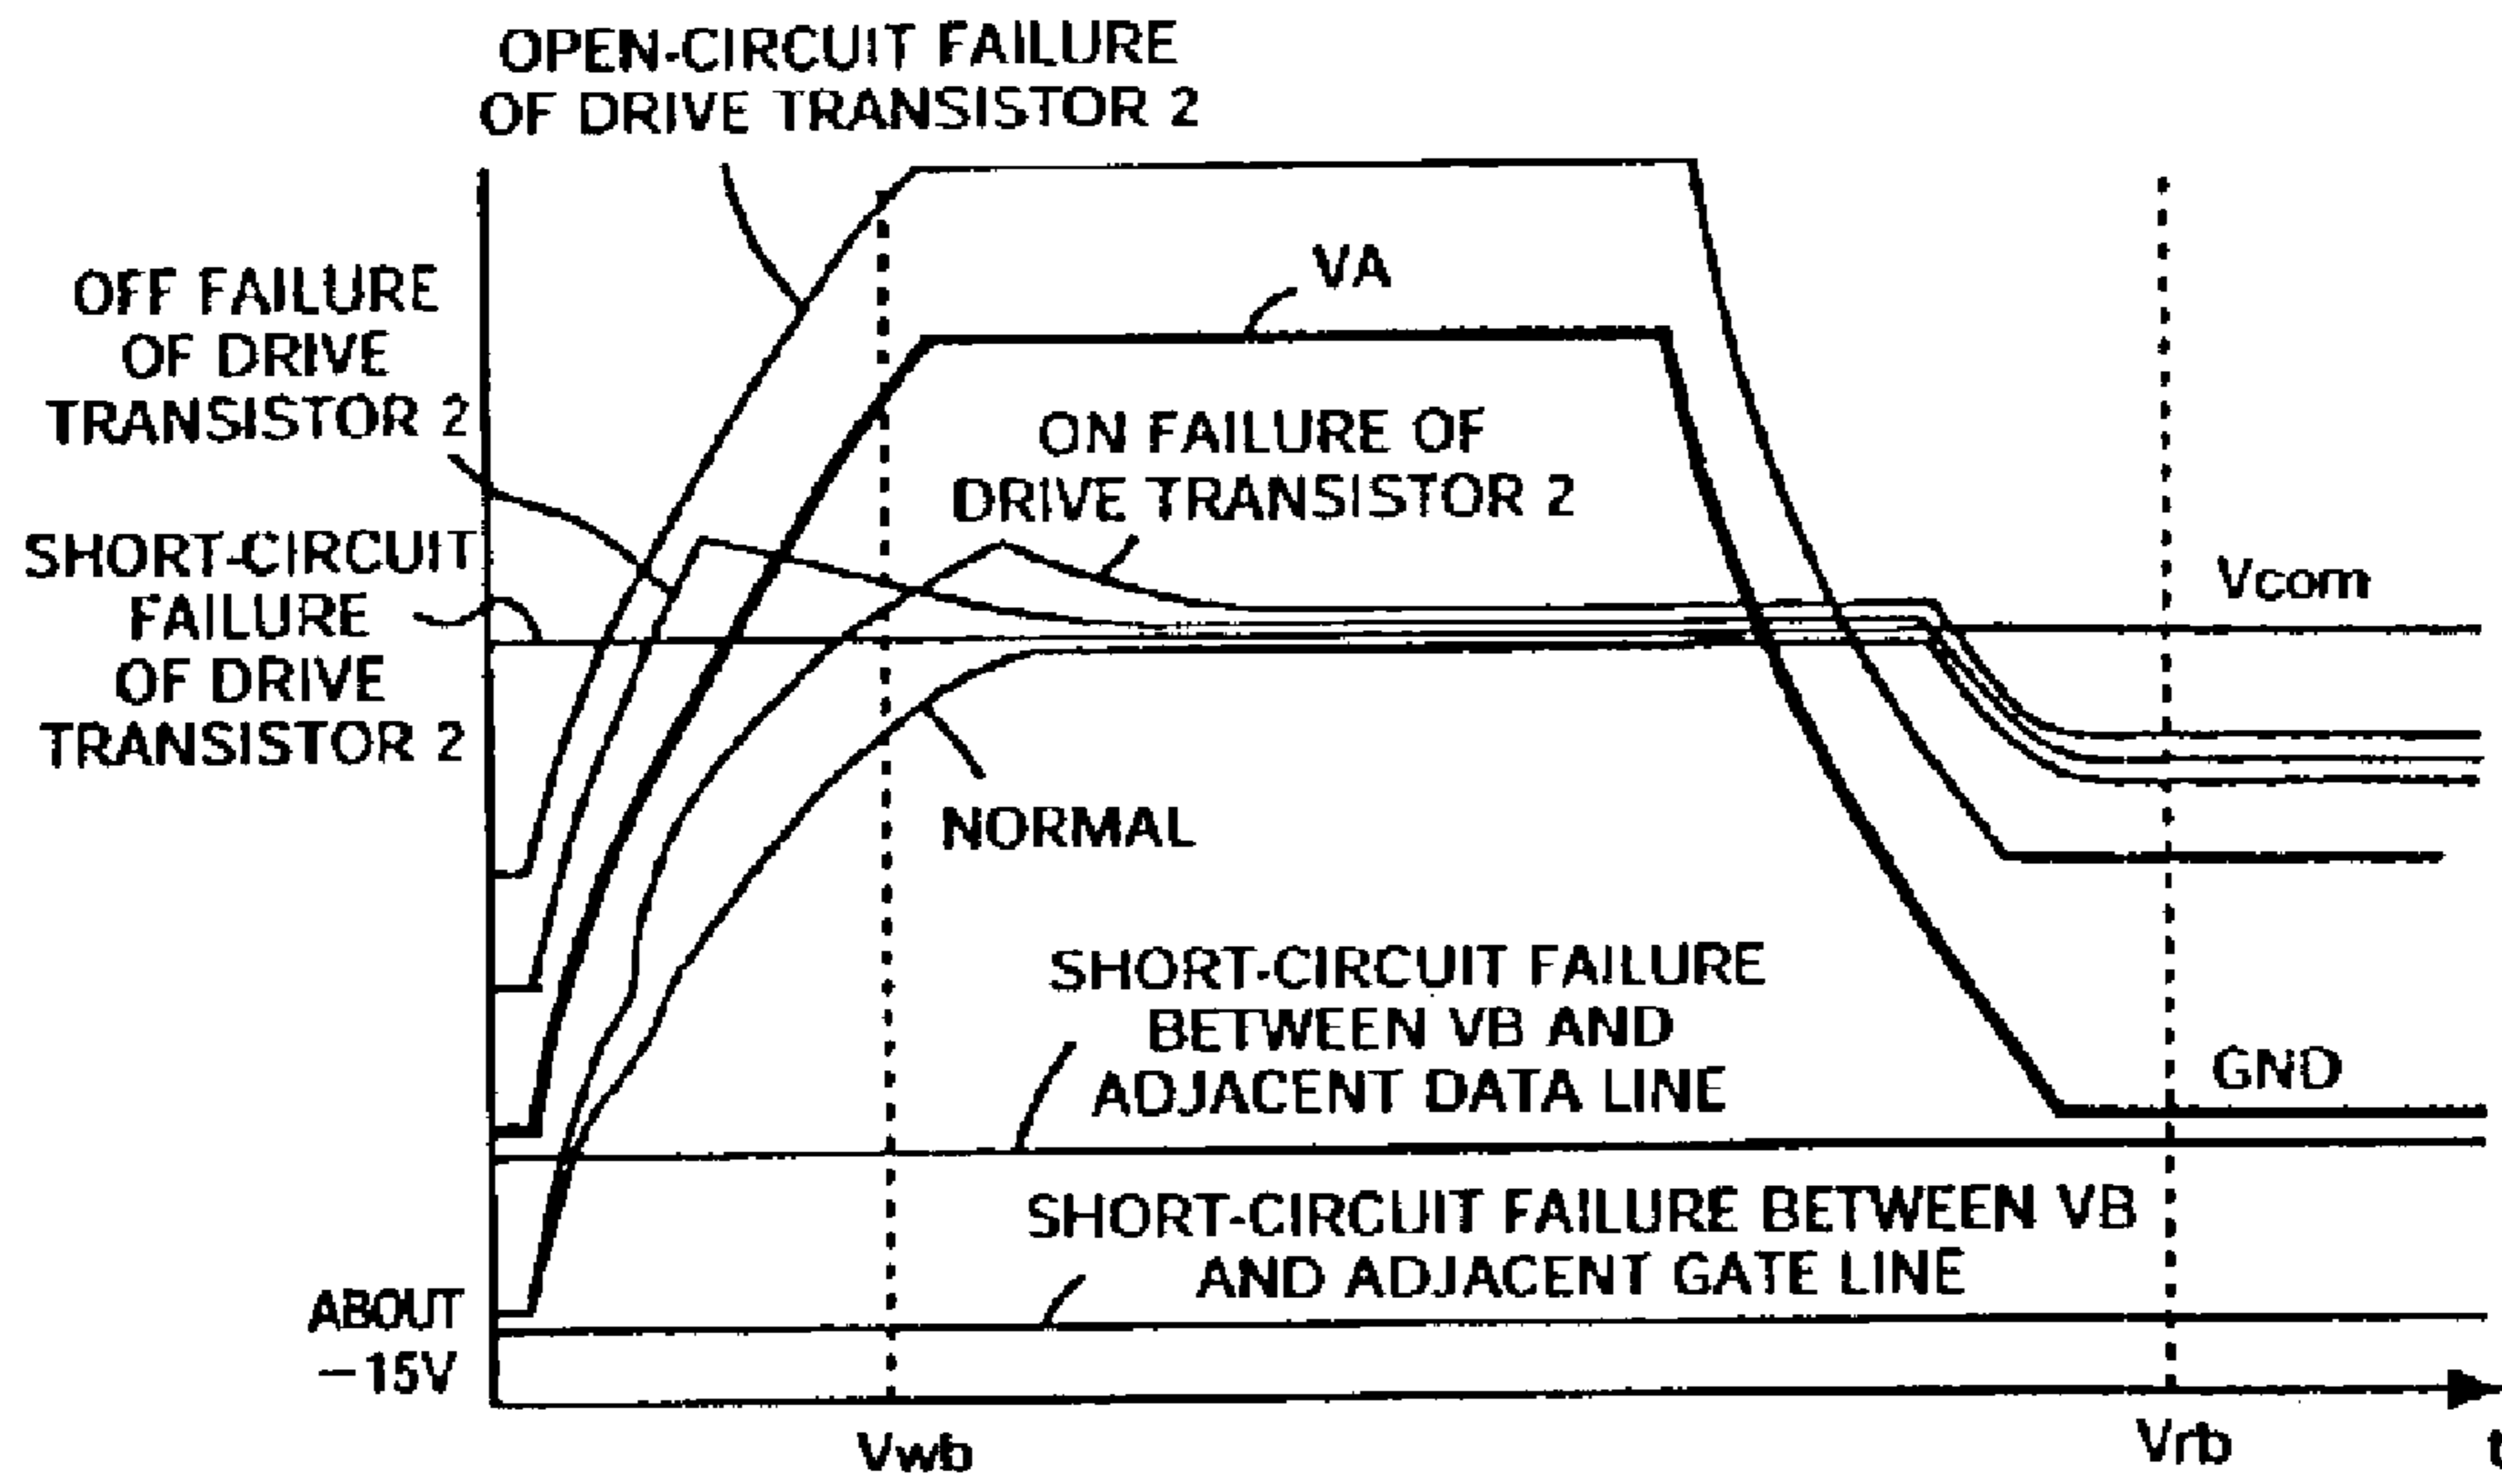 OPEN-CIRCUIT FAILURE
OF DRIVE TRANSISTOR 2
OFF FAILURE
OF DRIVE
TRANSISTOR 2
VA
ON FAILURE OF
DRIVE TRANSISTOR 2
SHORT-CIRCUIT
FAILURE
OF DRIVE
TRANSISTOR 2
Vcom
NORMAL
SHORT-CIRCUIT FAILURE
BETWEEN VB AND
ADJACENT DATA LINE
GND
SHORT-CIRCUIT FAILURE BETWEEN VB
AND ADJACENT GATE LINE
ABOUT
−15V
Vwb
Vrb
t